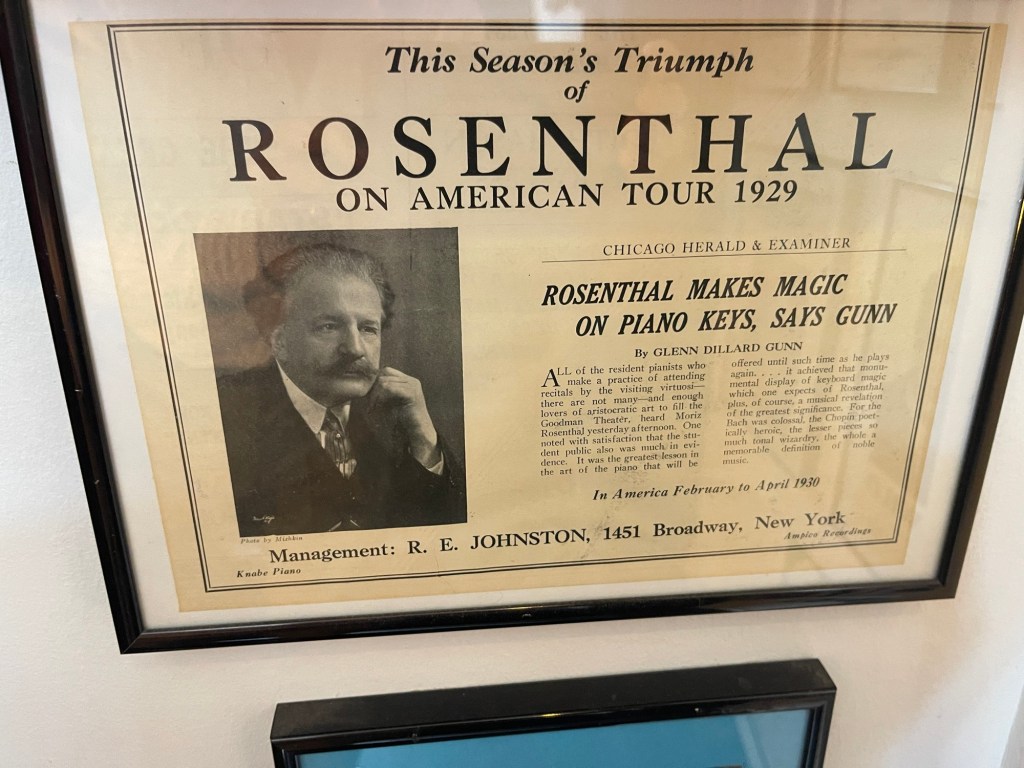 This Season's Triumph
of
ROSENTHAL
ON AMERICAN TOUR 1929
CHICAGO HERALD & EXAMINER
ROSENTHAL MAKES MAGIC
ON PIANO KEYS, SAYS GUNN
By GLENN DILLARD GUNN
ALL of the resident pianists who
make a practice of attending
recitals by the visiting virtuosi—
there are not many—and enough
lovers of aristocratic art to fill the
Goodman Theater, heard Moriz
Rosenthal yesterday afternoon. One
noted with satisfaction that the stu-
dent public also was much in evi-
dence. It was the greatest lesson in
the art of the piano that will be
offered until such time as he plays
again. . . . it achieved that monu-
mental display of keyboard magic
which one expects of Rosenthal,
plus, of course, a musical revelation
of the greatest significance. For the
Bach was colossal, the Chopin poet-
ically heroic, the lesser pieces so
much tonal wizardry, the whole a
memorable definition of noble
music.
In America February to April 1930
Photo by Mishkin
Management: R. E. JOHNSTON, 1451 Broadway, New York
Knabe Piano
Ampico Recordings